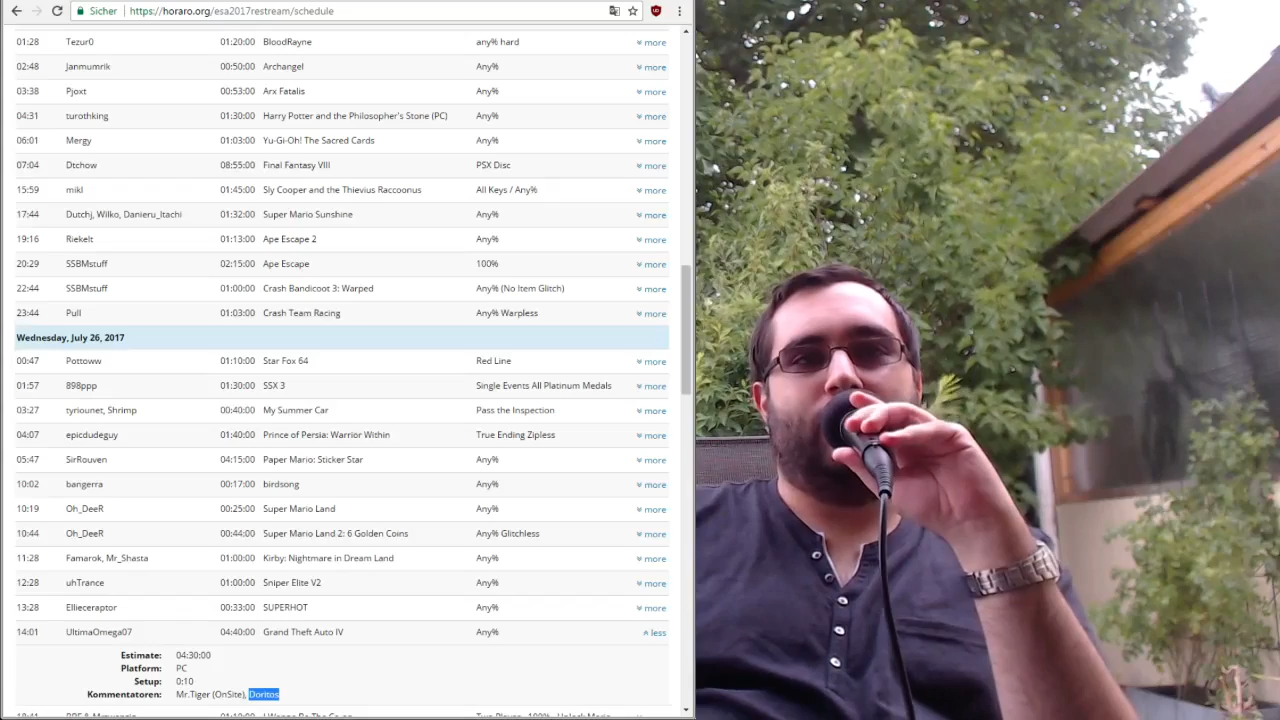 Sicher https://horaro.org/esa2017restream/schedule
01:28 Tezur0 01:20:00 BloodRayne any% hard more
02:48 Janmumrik 00:50:00 Archangel Any% more
03:38 Pjoxt 00:53:00 Arx Fatalis Any% more
04:31 turothking 01:30:00 Harry Potter and the Philosopher's Stone (PC) Any% more
06:01 Mergy 01:03:00 Yu-Gi-Oh! The Sacred Cards Any% more
07:04 Dtchow 08:55:00 Final Fantasy VIII PSX Disc more
15:59 mikl 01:45:00 Sly Cooper and the Thievius Raccoonus All Keys / Any% more
17:44 Dutchj, Wilko, Danieru_Itachi 01:32:00 Super Mario Sunshine Any% more
19:16 Riekelt 01:13:00 Ape Escape 2 Any% more
20:29 SSBMstuff 02:15:00 Ape Escape 100% more
22:44 SSBMstuff 01:00:00 Crash Bandicoot 3: Warped Any% (No Item Glitch) more
23:44 Pull 01:03:00 Crash Team Racing Any% Warpless more
Wednesday, July 26, 2017
00:47 Pottoww 01:10:00 Star Fox 64 Red Line more
01:57 898ppp 01:30:00 SSX 3 Single Events All Platinum Medals more
03:27 tyriounet, Shrimp 00:40:00 My Summer Car Pass the Inspection more
04:07 epicdudeguy 01:40:00 Prince of Persia: Warrior Within True Ending Zipless more
05:47 SirRouven 04:15:00 Paper Mario: Sticker Star Any% more
10:02 bangerra 00:17:00 birdsong Any% more
10:19 Oh_DeeR 00:25:00 Super Mario Land Any% more
10:44 Oh_DeeR 00:44:00 Super Mario Land 2: 6 Golden Coins Any% Glitchless more
11:28 Famarok, Mr_Shasta 01:00:00 Kirby: Nightmare in Dream Land Any% more
12:28 uhTrance 01:00:00 Sniper Elite V2 Any% more
13:28 Ellieceraptor 00:33:00 SUPERHOT Any% more
14:01 UltimaOmega07 04:40:00 Grand Theft Auto IV Any% less
Estimate: 04:30:00
Platform: PC
Setup: 0:10
Kommentatoren: Mr.Tiger (OnSite), Doritos